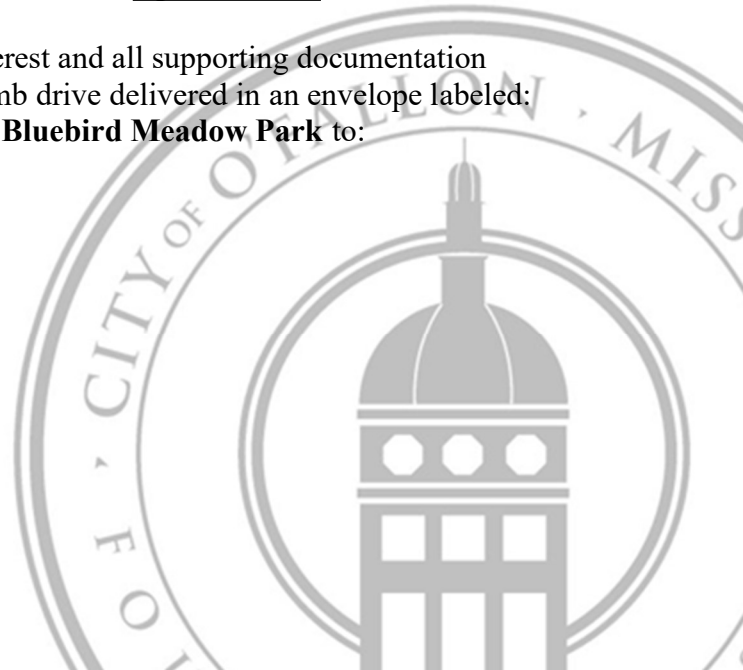 erest and all supporting documentation
mb drive delivered in an envelope labeled:
Bluebird Meadow Park to:
CITY OF O'FALLON · MISS